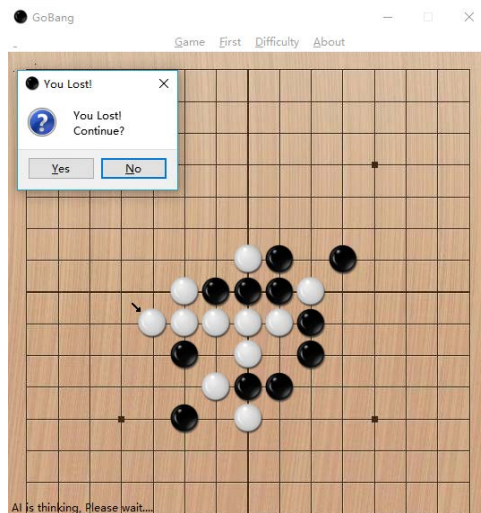 GoBang
Game First Difficulty About
You Lost!
You Lost!
Continue?
Yes No
AI is thinking, Please wait....